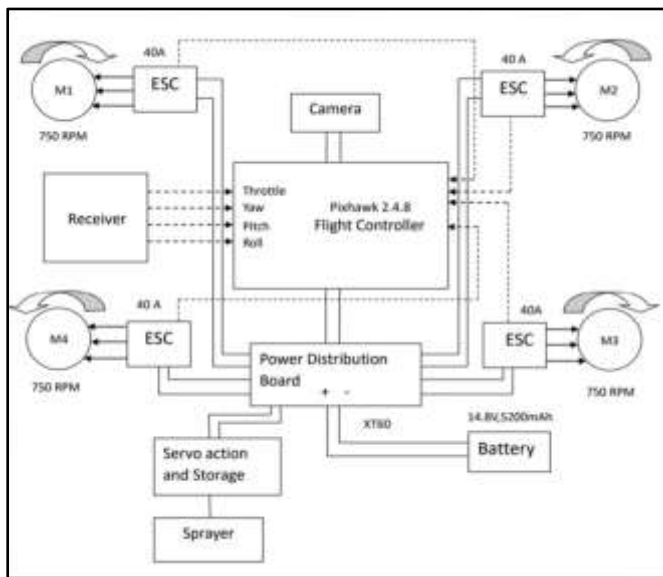 40A
40 A
M1
ESC
ESC
M2
750 RPM
750 RPM
Camera
Receiver
Throttle
Yaw
Pitch
Roll
Pixhawk 2.4.8
Flight Controller
40 A
40A
M4
ESC
ESC
M3
750 RPM
750 RPM
Power Distribution
Board
+ -
XT60
14.8V,5200mAh
Battery
Servo action
and Storage
Sprayer